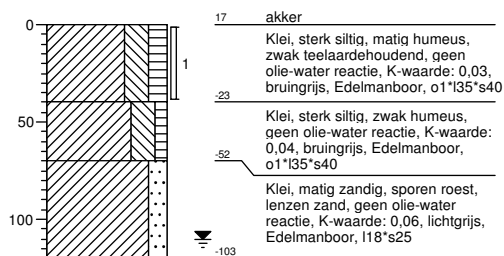 0
50
100
1
17 akker
Klei, sterk siltig, matig humeus,
zwak teelaardehoudend, geen
olie-water reactie, K-waarde: 0,03,
bruingrijs, Edelmanboor, o1*l35*s40
-23
Klei, sterk siltig, zwak humeus,
geen olie-water reactie, K-waarde:
0,04, bruingrijs, Edelmanboor,
o1*l35*s40
-52
Klei, matig zandig, sporen roest,
lenzen zand, geen olie-water
reactie, K-waarde: 0,06, lichtgrijs,
Edelmanboor, l18*s25
-103